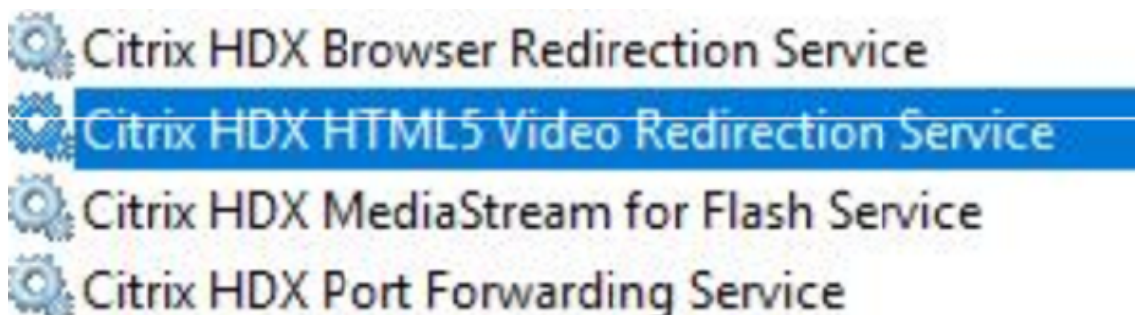 Citrix HDX Browser Redirection Service
Citrix HDX HTML5 Video Redirection Service
Citrix HDX MediaStream for Flash Service
Citrix HDX Port Forwarding Service